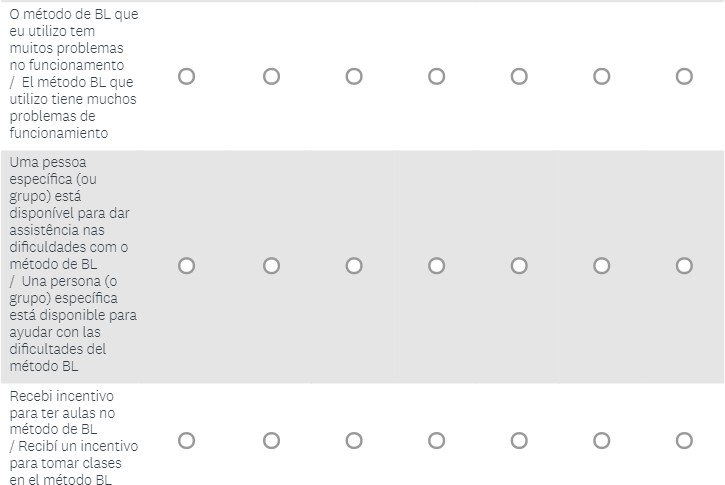 O método de BL que
eu utilizo tem
muitos problemas
no funcionamento
/ El método BL que
utilizo tiene muchos
problemas de
funcionamiento
Uma pessoa
específica (ou
grupo) está
disponível para dar
assistência nas
dificuldades com o
método de BL
/ Una persona (o
grupo) específica
está disponible para
ayudar con las
dificultades del
método BL
Recebi incentivo
para ter aulas no
método de BL
/ Recibí un incentivo
para tomar clases
en el método BL